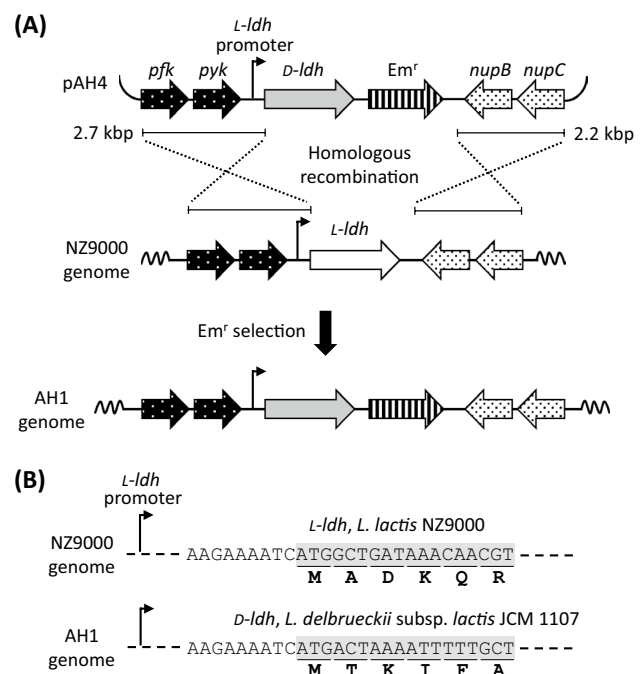 (A)
L-ldh
promoter
pfk pyk D-ldh Emʳ nupB nupC
pAH4
2.7 kbp 2.2 kbp
Homologous
recombination
L-ldh
NZ9000
genome
Emʳ selection
AH1
genome
(B)
L-ldh
promoter
L-ldh, L. lactis NZ9000
NZ9000
genome
AAGAAAATCATGGCTGATAAACAACGT
M A D K Q R
D-ldh, L. delbrueckii subsp. lactis JCM 1107
AH1
genome
AAGAAAATCATGACTAAAATTTTTGCT
M T K I F A